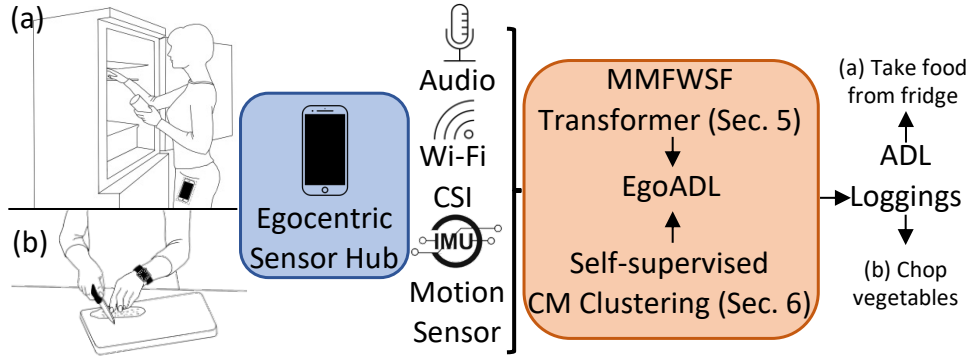 (a)
(b)
Egocentric
Sensor Hub
Audio
Wi-Fi
CSI
IMU
Motion
Sensor
MMFWSF
Transformer (Sec. 5)
EgoADL
Self-supervised
CM Clustering (Sec. 6)
(a) Take food
from fridge
ADL
Loggings
(b) Chop
vegetables